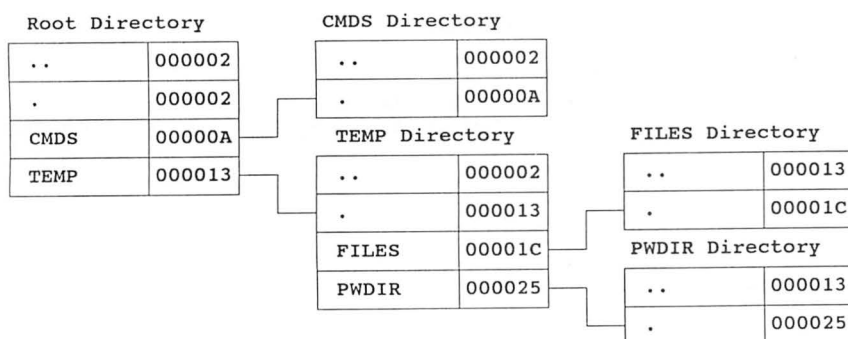 Root Directory
.. 000002
. 000002
CMDS 00000A
TEMP 000013
CMDS Directory
.. 000002
. 00000A
TEMP Directory
.. 000002
. 000013
FILES 00001C
PWDIR 000025
FILES Directory
.. 000013
. 00001C
PWDIR Directory
.. 000013
. 000025